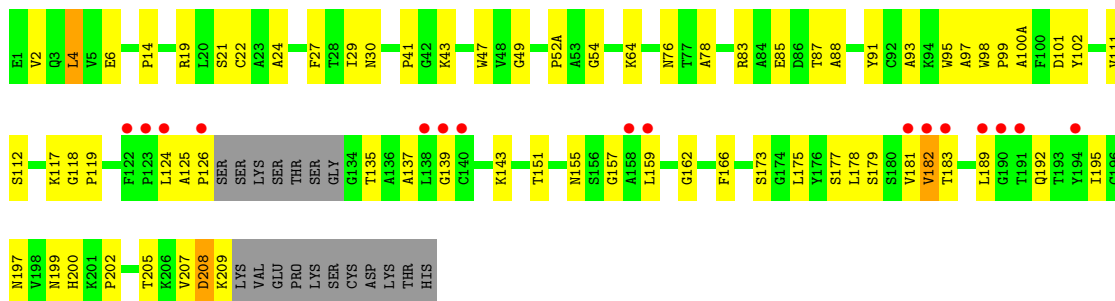 E1 V2 Q3 L4 V5 E6 P14 R19 L20 S21 C22 A23 A24 F27 T28 I29 N30 P41 G42 K43 W47 V48 G49 P52A A53 G54 K64 N76 T77 A78 R83 A84 E85 D86 T87 A88 Y91 C92 A93 K94 W95 A97 W98 P99 A100A F100 D101 Y102 V111
S112 K117 G118 P119 F122 P123 L124 A125 P126 SER SER LYS SER THR SER GLY G134 T135 A136 A137 L138 G139 C140 K143 T151 N155 S156 G157 A158 L159 G162 F166 S173 G174 L175 Y176 S177 L178 S179 S180 V181 V182 T183 L189 G190 T191 Q192 T193 Y194 I195 C196
N197 V198 N199 H200 K201 P202 T205 K206 V207 D208 K209 LYS VAL GLU PRO LYS SER CYS ASP LYS THR HIS